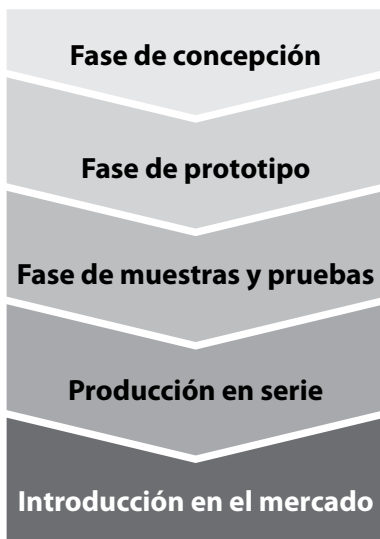 Fase de concepción
Fase de prototipo
Fase de muestras y pruebas
Producción en serie
Introducción en el mercado